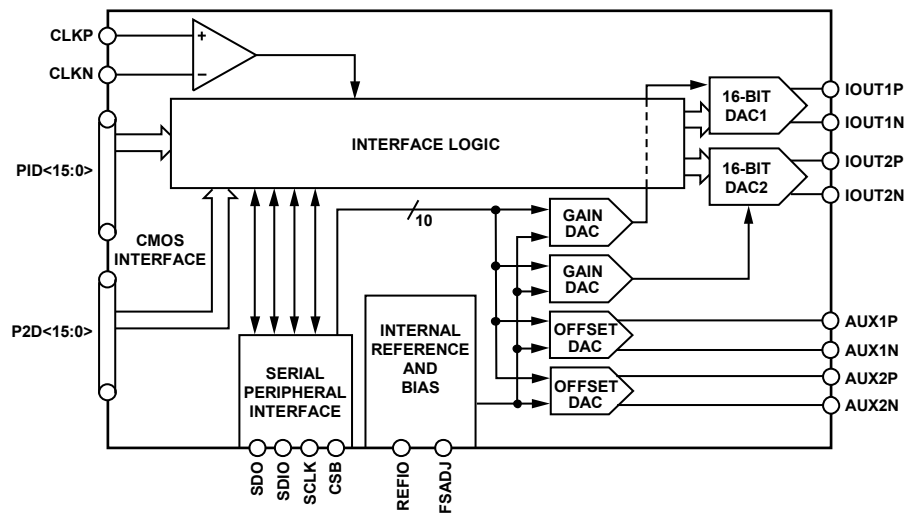 CLKP
+
CLKN
−
PID<15:0>
CMOS
INTERFACE
P2D<15:0>
INTERFACE LOGIC
16-BIT
DAC1
IOUT1P
IOUT1N
16-BIT
DAC2
IOUT2P
IOUT2N
10
GAIN
DAC
GAIN
DAC
OFFSET
DAC
AUX1P
AUX1N
OFFSET
DAC
AUX2P
AUX2N
SERIAL
PERIPHERAL
INTERFACE
INTERNAL
REFERENCE
AND
BIAS
SDO
SDIO
SCLK
CSB
REFIO
FSADJ